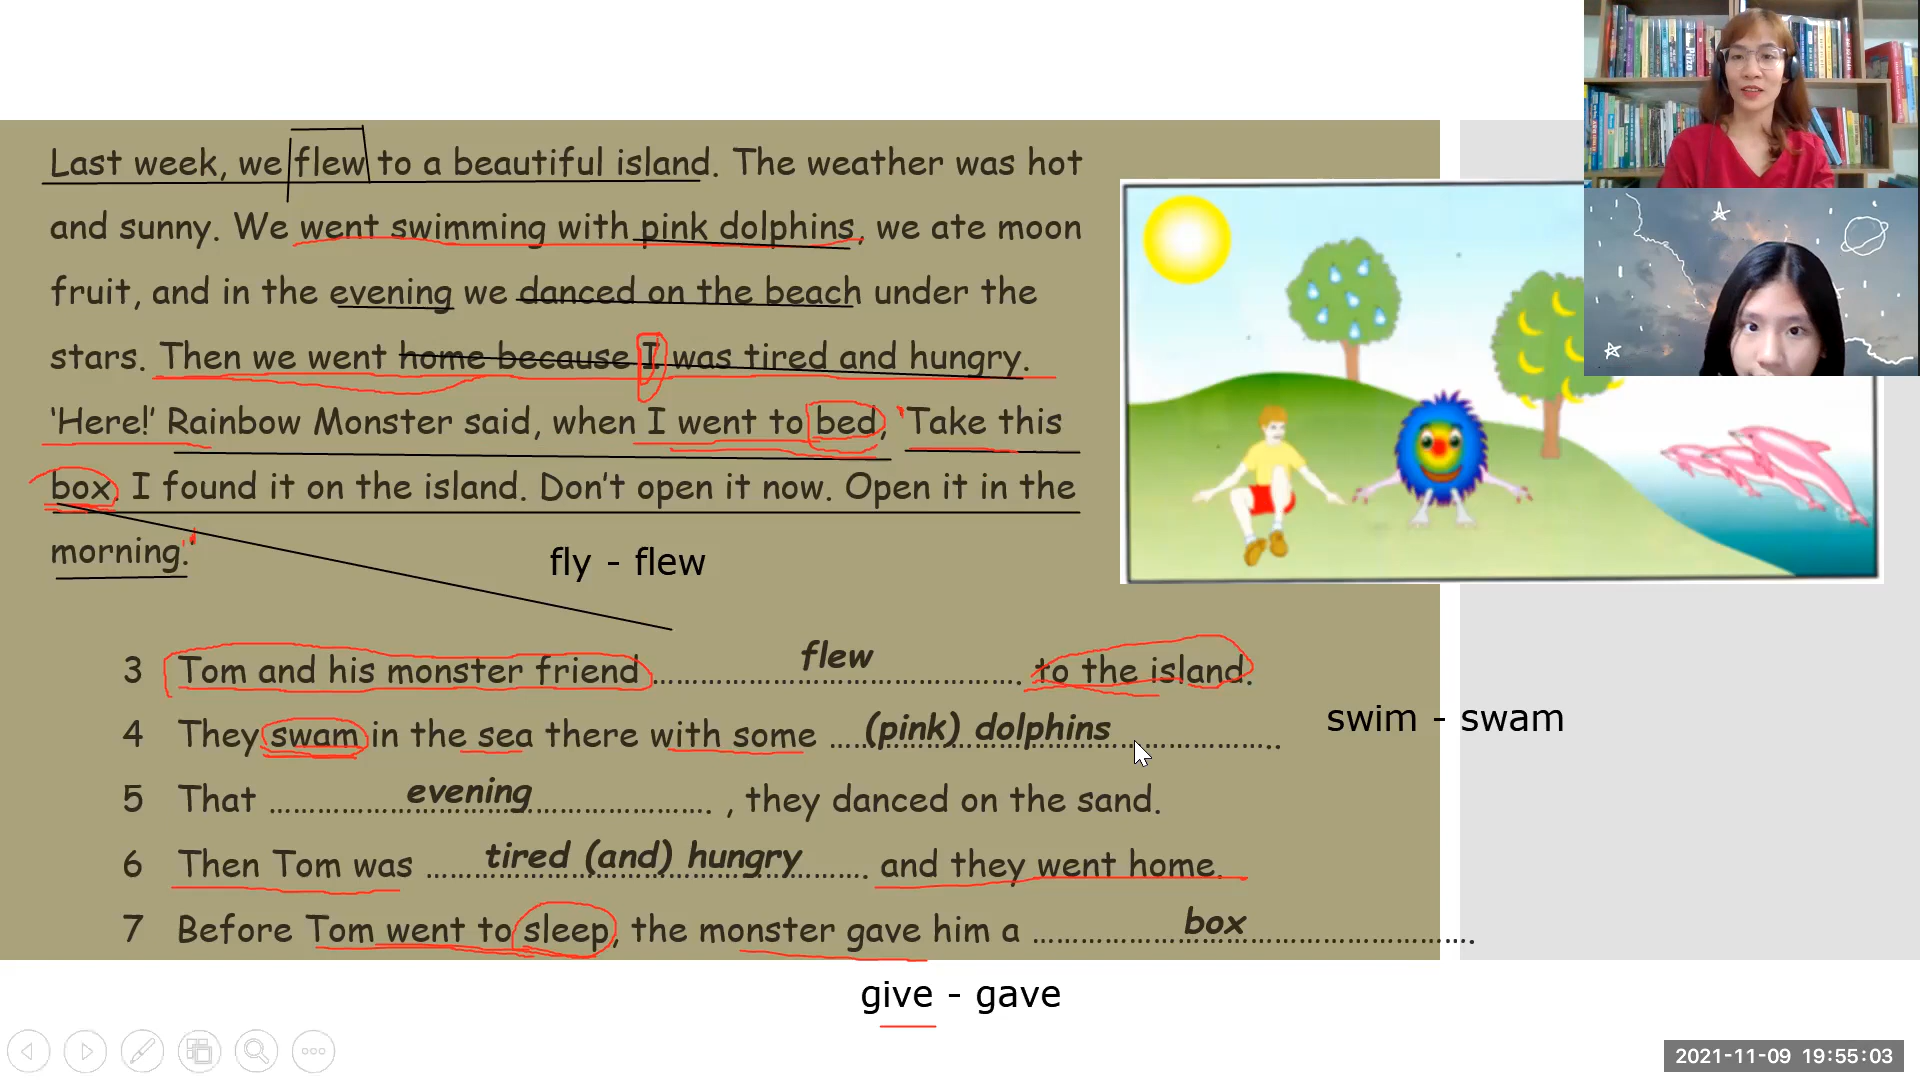 Last week, we flew to a beautiful island. The weather was hot
and sunny. We went swimming with pink dolphins, we ate moon
fruit, and in the evening we danced on the beach under the
stars. Then we went home because I was tired and hungry.
‘Here!’ Rainbow Monster said, when I went to bed, ‘Take this
box, I found it on the island. Don’t open it now. Open it in the
morning.’
fly - flew
3 Tom and his monster friend flew to the island.
4 They swam in the sea there with some (pink) dolphins
swim - swam
5 That evening, they danced on the sand.
6 Then Tom was tired (and) hungry and they went home.
7 Before Tom went to sleep, the monster gave him a box.
give - gave
2021-11-09 19:55:03